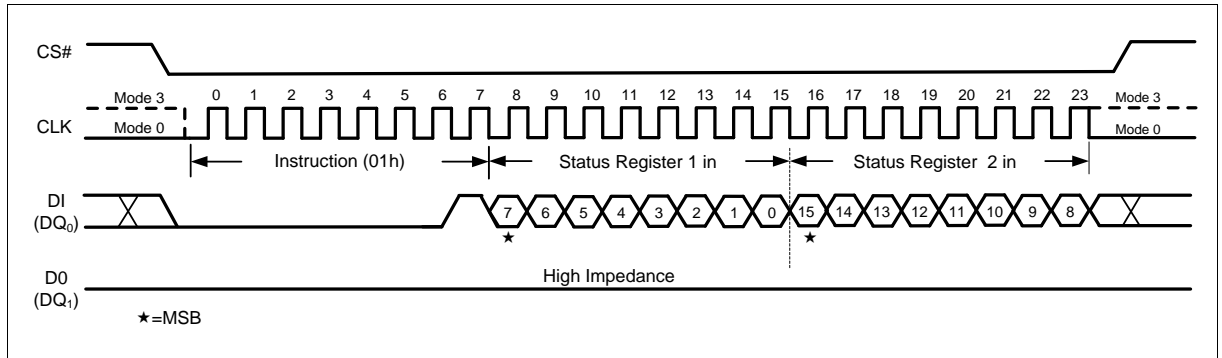 CS#
Mode 3 0 1 2 3 4 5 6 7 8 9 10 11 12 13 14 15 16 17 18 19 20 21 22 23 Mode 3
CLK Mode 0 Mode 0
Instruction (01h) Status Register 1 in Status Register 2 in
DI
(DQ0) 7 6 5 4 3 2 1 0 15 14 13 12 11 10 9 8
★ ★
D0 High Impedance
(DQ1)
★=MSB